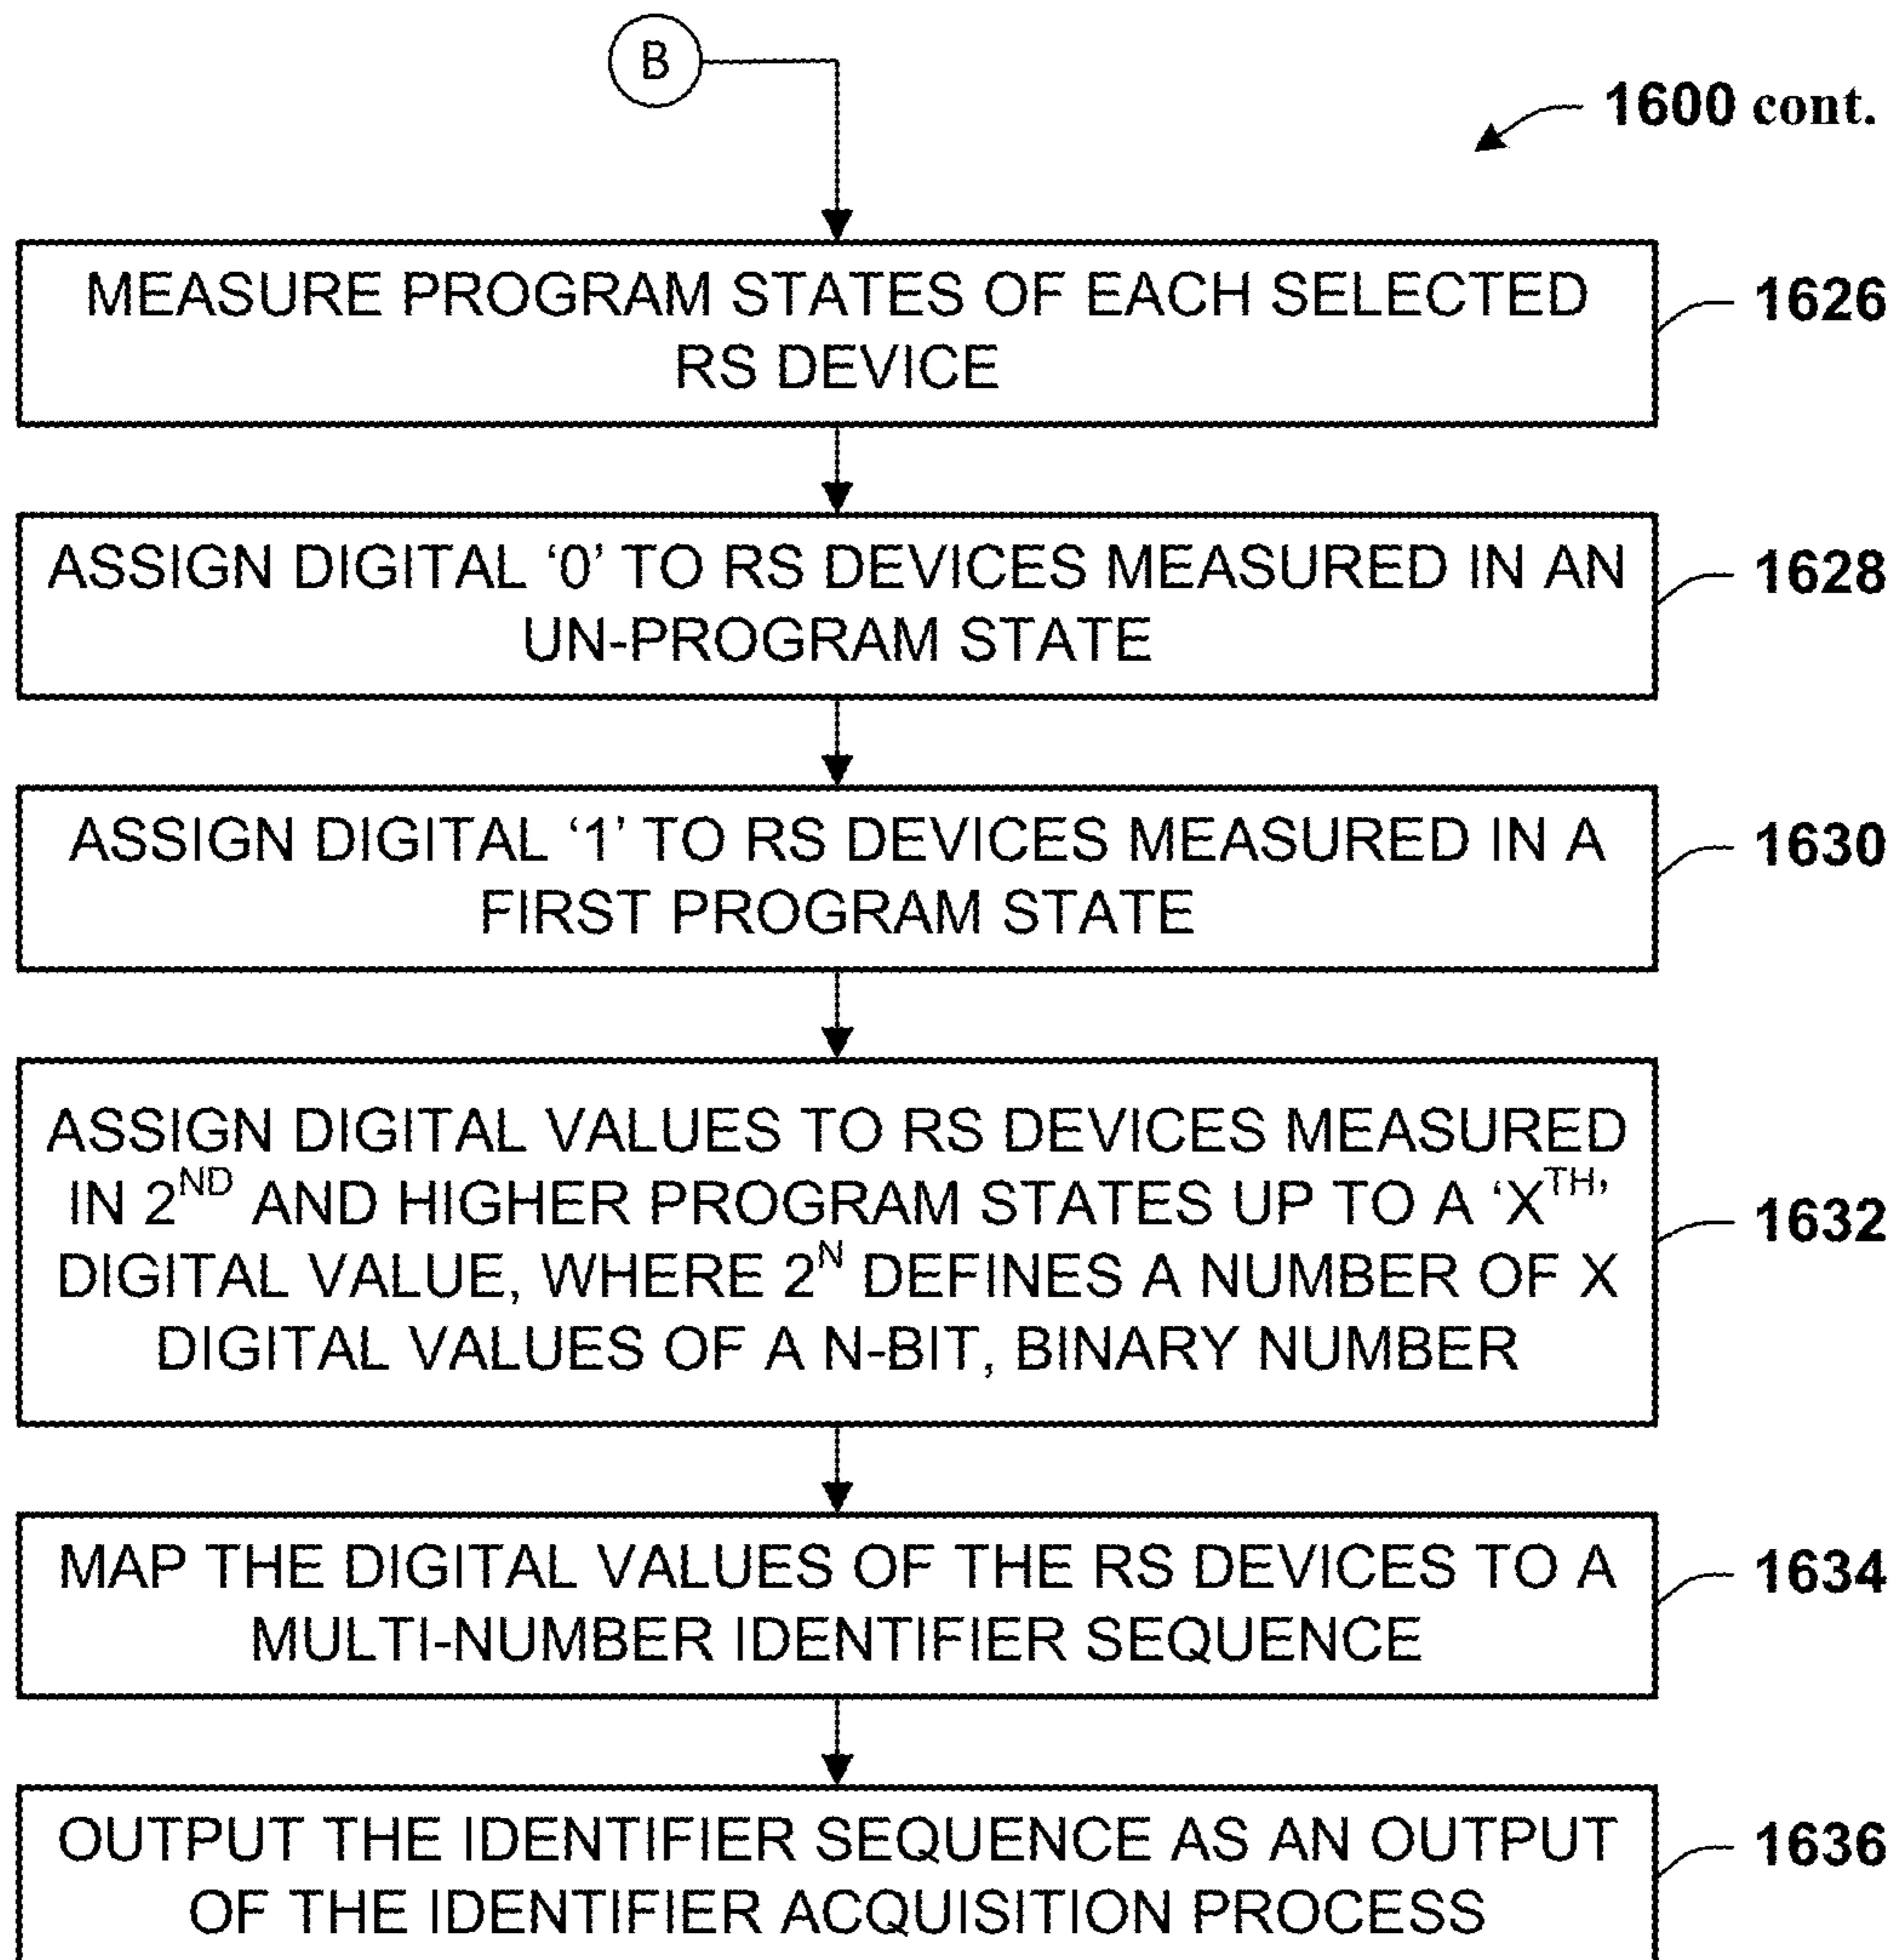 B
1600 cont.
MEASURE PROGRAM STATES OF EACH SELECTED
RS DEVICE
1626
ASSIGN DIGITAL ‘0’ TO RS DEVICES MEASURED IN AN
UN-PROGRAM STATE
1628
ASSIGN DIGITAL ‘1’ TO RS DEVICES MEASURED IN A
FIRST PROGRAM STATE
1630
ASSIGN DIGITAL VALUES TO RS DEVICES MEASURED
IN 2ND AND HIGHER PROGRAM STATES UP TO A ‘XTH’
DIGITAL VALUE, WHERE 2N DEFINES A NUMBER OF X
DIGITAL VALUES OF A N-BIT, BINARY NUMBER
1632
MAP THE DIGITAL VALUES OF THE RS DEVICES TO A
MULTI-NUMBER IDENTIFIER SEQUENCE
1634
OUTPUT THE IDENTIFIER SEQUENCE AS AN OUTPUT
OF THE IDENTIFIER ACQUISITION PROCESS
1636